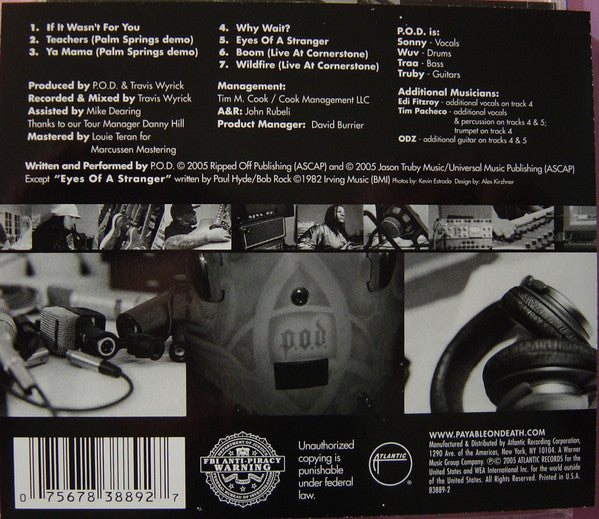 1. If It Wasn't For You
2. Teachers (Palm Springs demo)
3. Ya Mama (Palm Springs demo)
4. Why Wait?
5. Eyes Of A Stranger
6. Boom (Live At Cornerstone)
7. Wildfire (Live At Cornerstone)
P.O.D. is:
Sonny - Vocals
Wuv - Drums
Traa - Bass
Truby - Guitars
Produced by P.O.D. & Travis Wyrick
Recorded & Mixed by Travis Wyrick
Assisted by Mike Dearing
Thanks to our Tour Manager Danny Hill
Mastered by Louie Teran for
Marcussen Mastering
Management:
Tim M. Cook / Cook Management LLC
A&R: John Rubeli
Product Manager: David Burrier
Additional Musicians:
Edi Fitzroy - additional vocals on track 4
Tim Pacheco - additional vocals
& percussion on tracks 4 & 5;
trumpet on track 4
ODZ - additional guitar on tracks 4 & 5
Written and Performed by P.O.D. © 2005 Ripped Off Publishing (ASCAP) and © 2005 Jason Truby Music/Universal Music Publishing (ASCAP)
Except "Eyes Of A Stranger" written by Paul Hyde/Bob Rock ©1982 Irving Music (BMI) Photos by: Kevin Estrada Design by: Alex Kirzhner
p.o.d.
0 75678 38892 7
FBI ANTI-PIRACY
WARNING
Unauthorized
copying is
punishable
under
federal
law.
ATLANTIC
WWW.PAYABLEONDEATH.COM
Manufactured & Distributed by Atlantic Recording Corporation,
1290 Ave. of the Americas, New York, NY 10104. A Warner
Music Group Company. ℗ © 2005 ATLANTIC RECORDS for the
United States and WEA International Inc. for the world outside
of the United States. All Rights Reserved. Printed in U.S.A.
83889-2